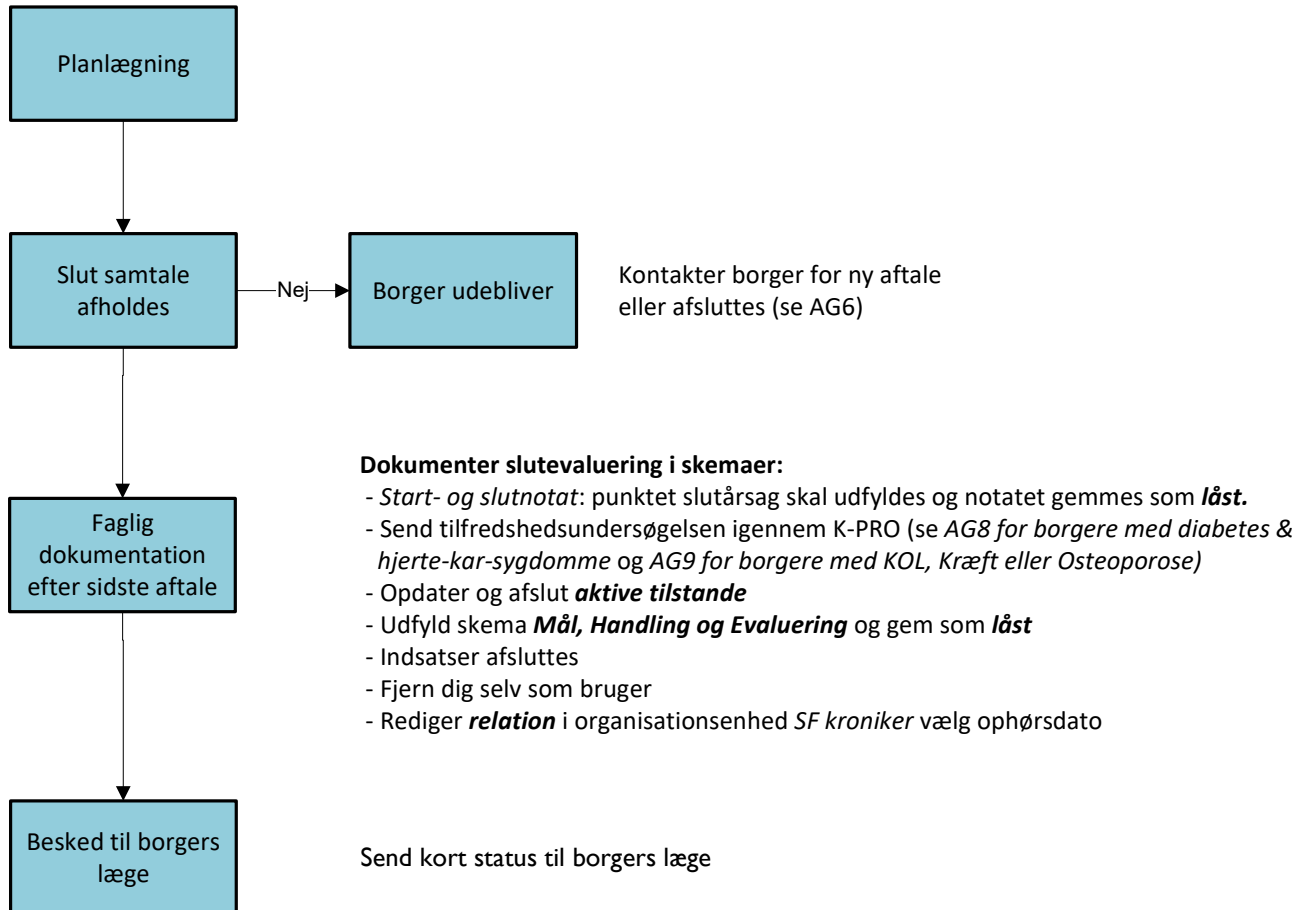 Planlægning
Slut samtale
afholdes
Nej
Borger udebliver
Kontakter borger for ny aftale
eller afsluttes (se AG6)
Faglig
dokumentation
efter sidste aftale
Dokumenter slutevaluering i skemaer:
- Start- og slutnotat: punktet slutårsag skal udfyldes og notatet gemmes som låst.
- Send tilfredshedsundersøgelsen igennem K-PRO (se AG8 for borgere med diabetes &
hjerte-kar-sygdomme og AG9 for borgere med KOL, Kræft eller Osteoporose)
- Opdater og afslut aktive tilstande
- Udfyld skema Mål, Handling og Evaluering og gem som låst
- Indsatser afsluttes
- Fjern dig selv som bruger
- Rediger relation i organisationsenhed SF kroniker vælg ophørsdato
Besked til borgers
læge
Send kort status til borgers læge